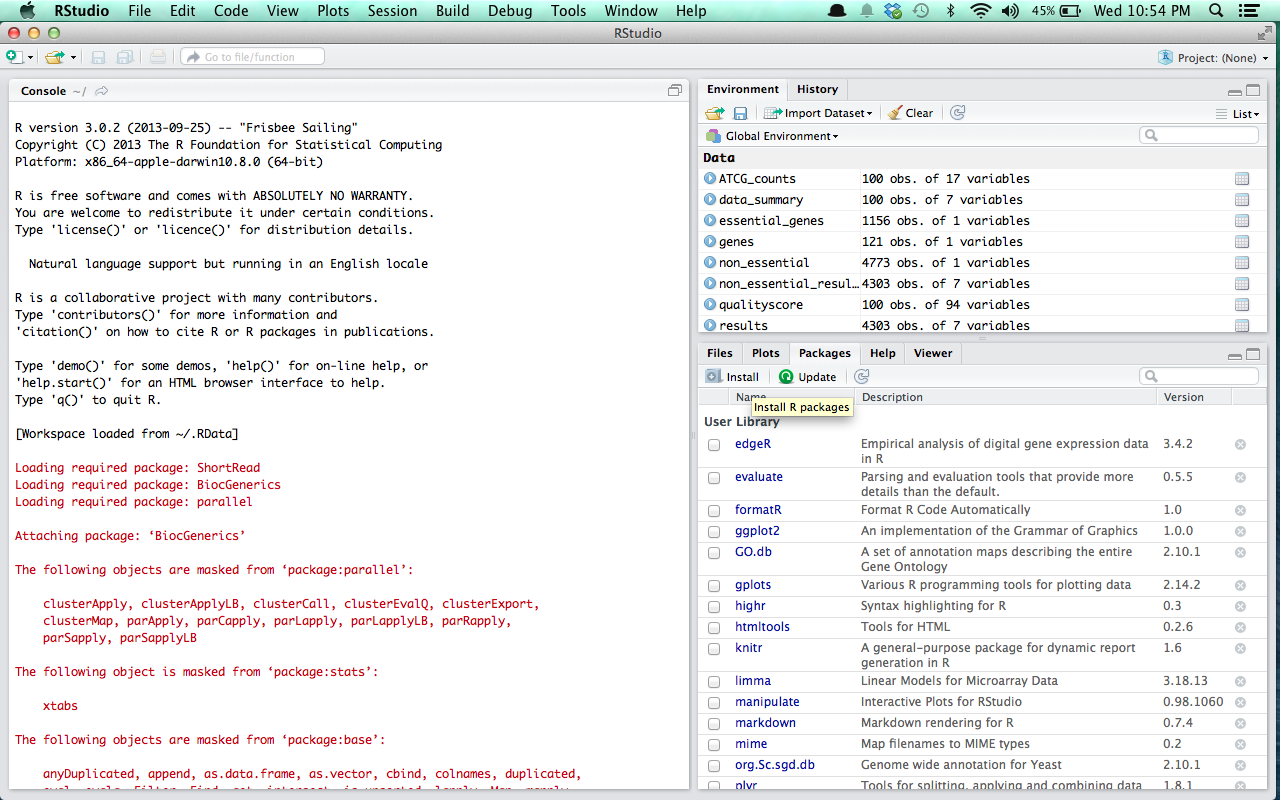 RStudio File Edit Code View Plots Session Build Debug Tools Window Help 45% Wed 10:54 PM
RStudio
Go to file/function Project: (None)
Console ~/
R version 3.0.2 (2013-09-25) -- "Frisbee Sailing"
Copyright (C) 2013 The R Foundation for Statistical Computing
Platform: x86_64-apple-darwin10.8.0 (64-bit)
R is free software and comes with ABSOLUTELY NO WARRANTY.
You are welcome to redistribute it under certain conditions.
Type 'license()' or 'licence()' for distribution details.
Natural language support but running in an English locale
R is a collaborative project with many contributors.
Type 'contributors()' for more information and
'citation()' on how to cite R or R packages in publications.
Type 'demo()' for some demos, 'help()' for on-line help, or
'help.start()' for an HTML browser interface to help.
Type 'q()' to quit R.
[Workspace loaded from ~/.RData]
Loading required package: ShortRead
Loading required package: BiocGenerics
Loading required package: parallel
Attaching package: ‘BiocGenerics’
The following objects are masked from ‘package:parallel’:
clusterApply, clusterApplyLB, clusterCall, clusterEvalQ, clusterExport,
clusterMap, parApply, parCapply, parLapply, parLapplyLB, parRapply,
parSapply, parSapplyLB
The following object is masked from ‘package:stats’:
xtabs
The following objects are masked from ‘package:base’:
anyDuplicated, append, as.data.frame, as.vector, cbind, colnames, duplicated,
Environment History
Import Dataset Clear List
Global Environment
Data
ATCG_counts 100 obs. of 17 variables
data_summary 100 obs. of 7 variables
essential_genes 1156 obs. of 1 variables
genes 121 obs. of 1 variables
non_essential 4773 obs. of 1 variables
non_essential_resul… 4303 obs. of 7 variables
qualityscore 100 obs. of 94 variables
results 4303 obs. of 7 variables
Files Plots Packages Help Viewer
Install Update
Description Version
Install R packages
User Library
edgeR Empirical analysis of digital gene expression data 3.4.2
in R
evaluate Parsing and evaluation tools that provide more 0.5.5
details than the default.
formatR Format R Code Automatically 1.0
ggplot2 An implementation of the Grammar of Graphics 1.0.0
GO.db A set of annotation maps describing the entire 2.10.1
Gene Ontology
gplots Various R programming tools for plotting data 2.14.2
highr Syntax highlighting for R 0.3
htmltools Tools for HTML 0.2.6
knitr A general-purpose package for dynamic report 1.6
generation in R
limma Linear Models for Microarray Data 3.18.13
manipulate Interactive Plots for RStudio 0.98.1060
markdown Markdown rendering for R 0.7.4
mime Map filenames to MIME types 0.2
org.Sc.sgd.db Genome wide annotation for Yeast 2.10.1
plyr Tools for splitting, applying and combining data 1.8.1